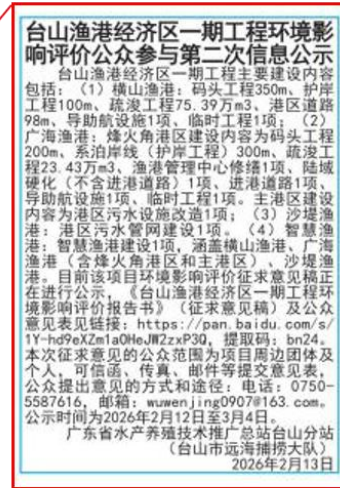 台山渔港经济区一期工程环境影
响评价公众参与第二次信息公示
台山渔港经济区一期工程主要建设内容
包括：（1）横山渔港：码头工程350m、护岸
工程100m、疏浚工程75.39万m3、港区道路
98m、导助航设施1项、临时工程1项；（2）
广海渔港：烽火角港区建设内容为码头工程
200m、系泊岸线（护岸工程）300m、疏浚工
程23.43万m3、渔港管理中心修缮1项、陆域
硬化（不含进港道路）1项、进港道路1项、
导助航设施1项、临时工程1项。主港区建设
内容为港区污水设施改造1项；（3）沙堤渔
港：港区污水管网建设1项。（4）智慧渔
港：智慧渔港建设1项，涵盖横山渔港、广海
渔港（含烽火角港区和主港区）、沙堤渔
港。目前该项目环境影响评价征求意见稿正
在进行公示，《台山渔港经济区一期工程环
境影响评价报告书》（征求意见稿）及公众
意见表见链接：https://pan.baidu.com/s/
1Y-hd9eXZm1aOHeJW2zxP3Q，提取码：bn24。
本次征求意见的公众范围为项目周边团体及
个人，可信函、传真、邮件等提交意见表，
公众提出意见的方式和途径：电话：0750-
5587616，邮箱：wuwenjing0907@163.com。
公示时间为2026年2月12日至3月4日。
广东省水产养殖技术推广总站台山分站
（台山市远海捕捞大队）
2026年2月13日